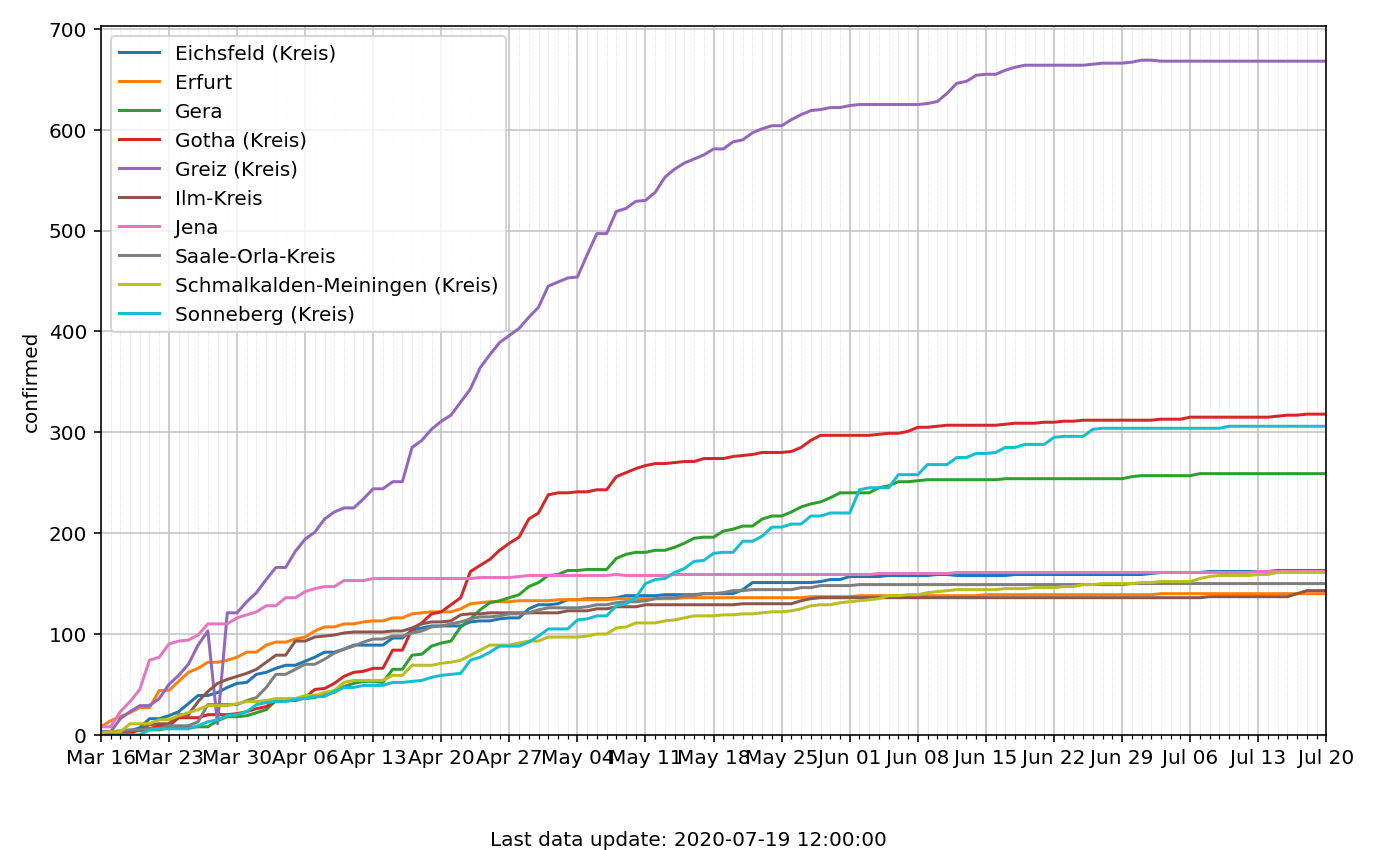 700
600
500
400
300
200
100
0
confirmed
Eichsfeld (Kreis)
Erfurt
Gera
Gotha (Kreis)
Greiz (Kreis)
Ilm-Kreis
Jena
Saale-Orla-Kreis
Schmalkalden-Meiningen (Kreis)
Sonneberg (Kreis)
Mar 16 Mar 23 Mar 30 Apr 06 Apr 13 Apr 20 Apr 27 May 04 May 11 May 18 May 25 Jun 01 Jun 08 Jun 15 Jun 22 Jun 29 Jul 06 Jul 13 Jul 20
Last data update: 2020-07-19 12:00:00